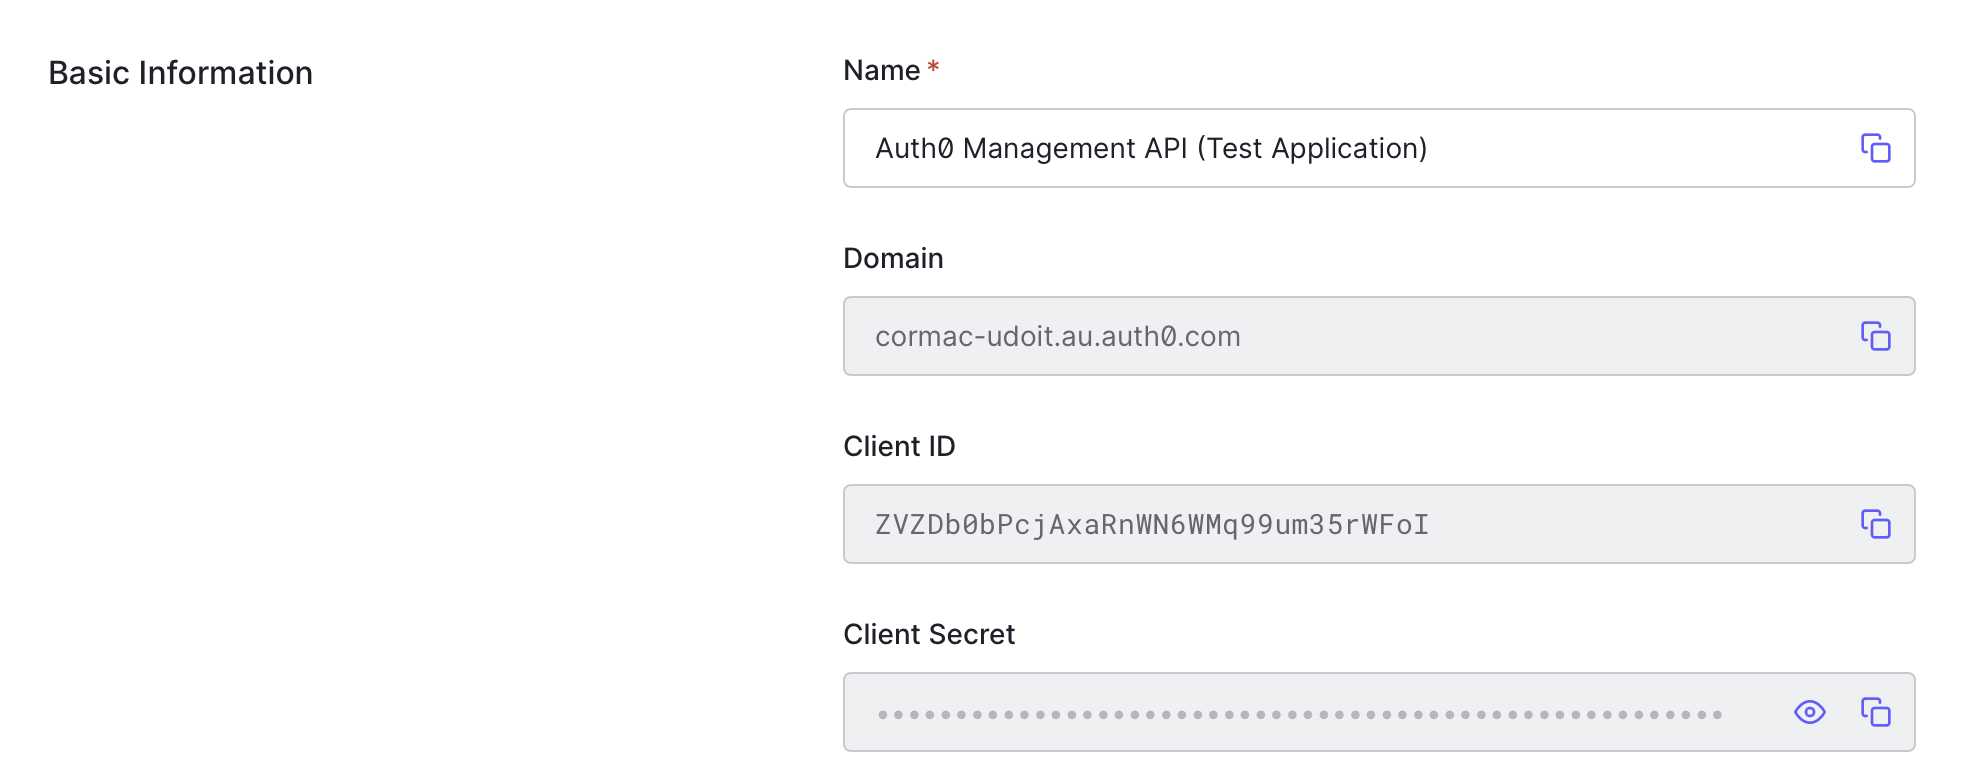 Basic Information
Name *
Auth0 Management API (Test Application)
Domain
cormac-udoit.au.auth0.com
Client ID
ZVZDb0bPcjAxaRnWN6WMq99um35rWFoI
Client Secret